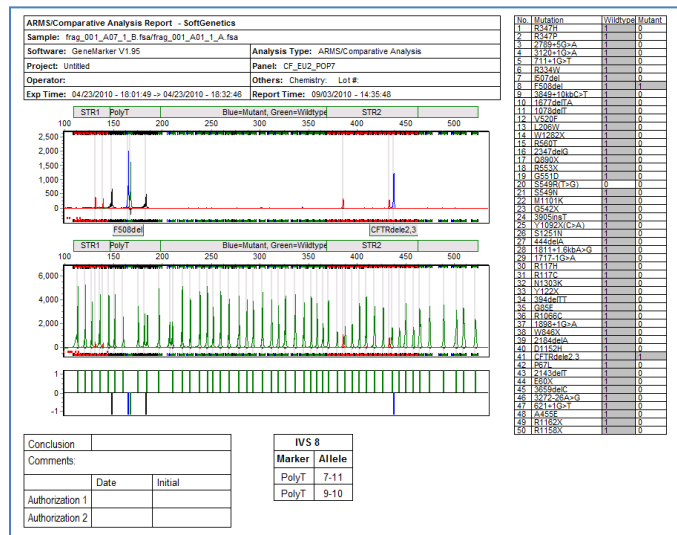 ARMS/Comparative Analysis Report - SoftGenetics
Sample: frag_001_A07_1_B.fsa/frag_001_A01_1_A.fsa
Software: GeneMarker V1.95 Analysis Type: ARMS/Comparative Analysis
Project: Untitled Panel: CF_EU2_POP7
Operator: Others: Chemistry: Lot#:
Exp Time: 04/23/2010 - 18:01:49 -> 04/23/2010 - 18:32:46 Report Time: 09/03/2010 - 14:35:48
STR1 PolyT Blue=Mutant, Green=Wildtype STR2
100 150 200 250 300 350 400 450 500
2,500
2,000
1,500
1,000
500
0
F508del CFTRdele2,3
STR1 PolyT Blue=Mutant, Green=Wildtype STR2
100 150 200 250 300 350 400 450 500
6,000
4,000
2,000
0
1
0
-1
Conclusion
Comments:
Date Initial
Authorization 1
Authorization 2
IVS 8
Marker Allele
PolyT 7-11
PolyT 9-10
No. Mutation Wildtype Mutant
1 R347H 1 0
2 R347P 1 0
3 2789+5G>A 1 0
4 3120+1G>A 1 0
5 711+1G>T 1 0
6 R334W 1 0
7 I507del 1 0
8 F508del 1 1
9 3849+10kbC>T 1 0
10 1677delTA 1 0
11 1078delT 1 0
12 V520F 1 0
13 L206W 1 0
14 W1282X 1 0
15 R560T 1 0
16 2347delG 1 0
17 Q890X 1 0
18 R553X 1 0
19 G551D 1 0
20 S549R(T>G) 0 0
21 S549N 1 0
22 M1101K 1 0
23 G542X 1 0
24 3905insT 1 0
25 Y1092X(C>A) 1 0
26 S1251N 1 0
27 444delA 1 0
28 1811+1.6kbA>G 1 0
29 1717-1G>A 1 0
30 R117H 1 0
31 R117C 1 0
32 N1303K 1 0
33 Y122X 1 0
34 394delTT 1 0
35 G85E 1 0
36 R1066C 1 0
37 1898+1G>A 1 0
38 W846X 1 0
39 2184delA 1 0
40 D1152H 1 0
41 CFTRdele2,3 1 1
42 P67L 1 0
43 2143delT 1 0
44 E60X 1 0
45 3659delC 1 0
46 3272-26A>G 1 0
47 621+1G>T 1 0
48 A455E 1 0
49 R1162X 1 0
50 R1158X 1 0